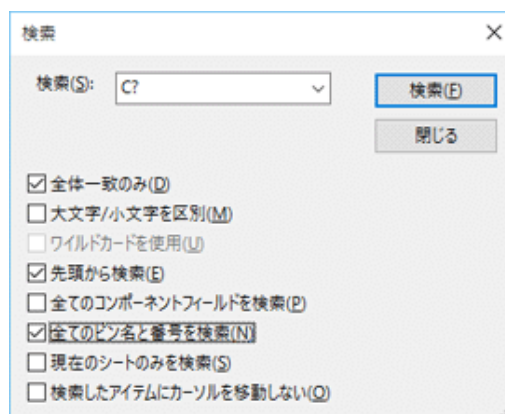 検索
検索(S): C? 検索(F)
閉じる
全体一致のみ(D)
大文字/小文字を区別(M)
ワイルドカードを使用(U)
先頭から検索(E)
全てのコンポーネントフィールドを検索(P)
全てのピン名と番号を検索(N)
現在のシートのみを検索(S)
検索したアイテムにカーソルを移動しない(O)